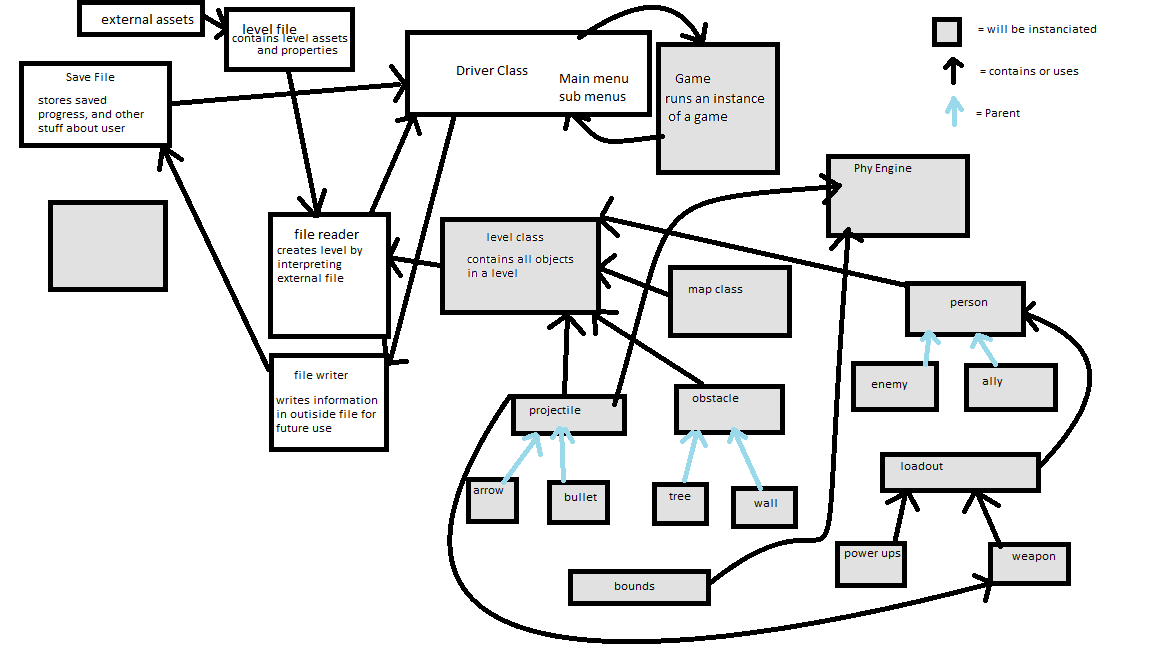 external assets
level file
contains level assets
and properties
Save File
stores saved
progress, and other
stuff about user
Driver Class
Main menu
sub menus
Game
runs an instance
of a game
= will be instanciated
= contains or uses
= Parent
Phy Engine
file reader
creates level by
interpreting
external file
level class
contains all objects
in a level
map class
person
enemy
ally
file writer
writes information
in outiside file for
future use
projectile
obstacle
arrow
bullet
tree
wall
loadout
power ups
weapon
bounds